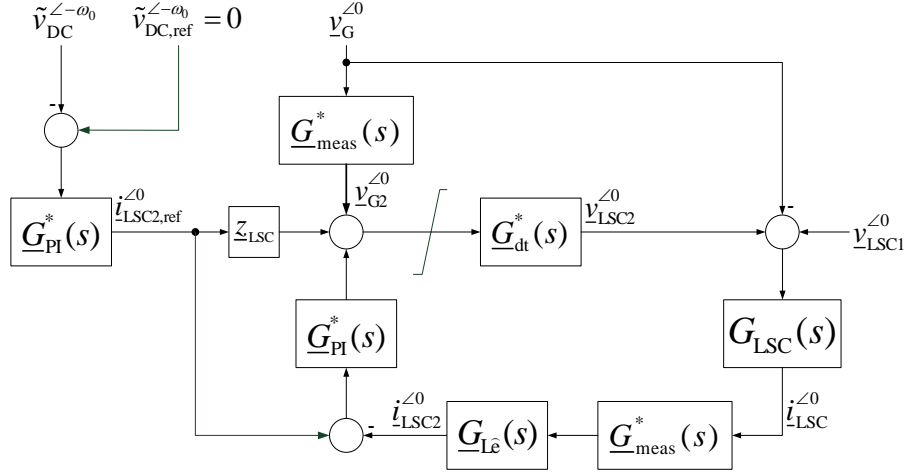 ṽ_DC^∠-ω₀
ṽ_DC,ref^∠-ω₀ = 0
v_G^∠0
-
G*_meas(s)
v_G2^∠0
G*_PI(s)
i_LSC2,ref^∠0
z_LSC
G*_dt(s)
v_LSC2^∠0
-
v_LSC1^∠0
G*_PI(s)
G_LSC(s)
-
i_LSC2^∠0
G_Lê(s)
G*_meas(s)
i_LSC^∠0